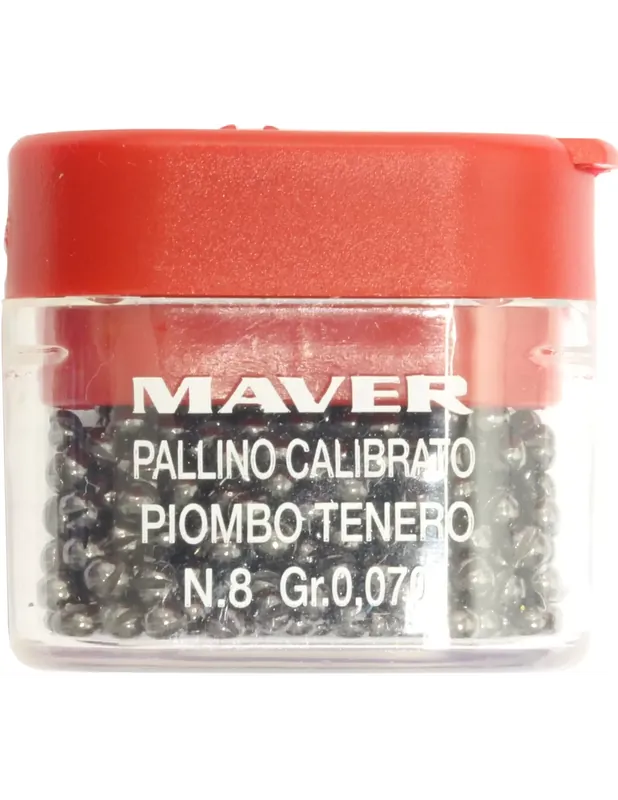 MAVER
PALLINO CALIBRATO
PIOMBO TENERO
N.8 Gr.0,070